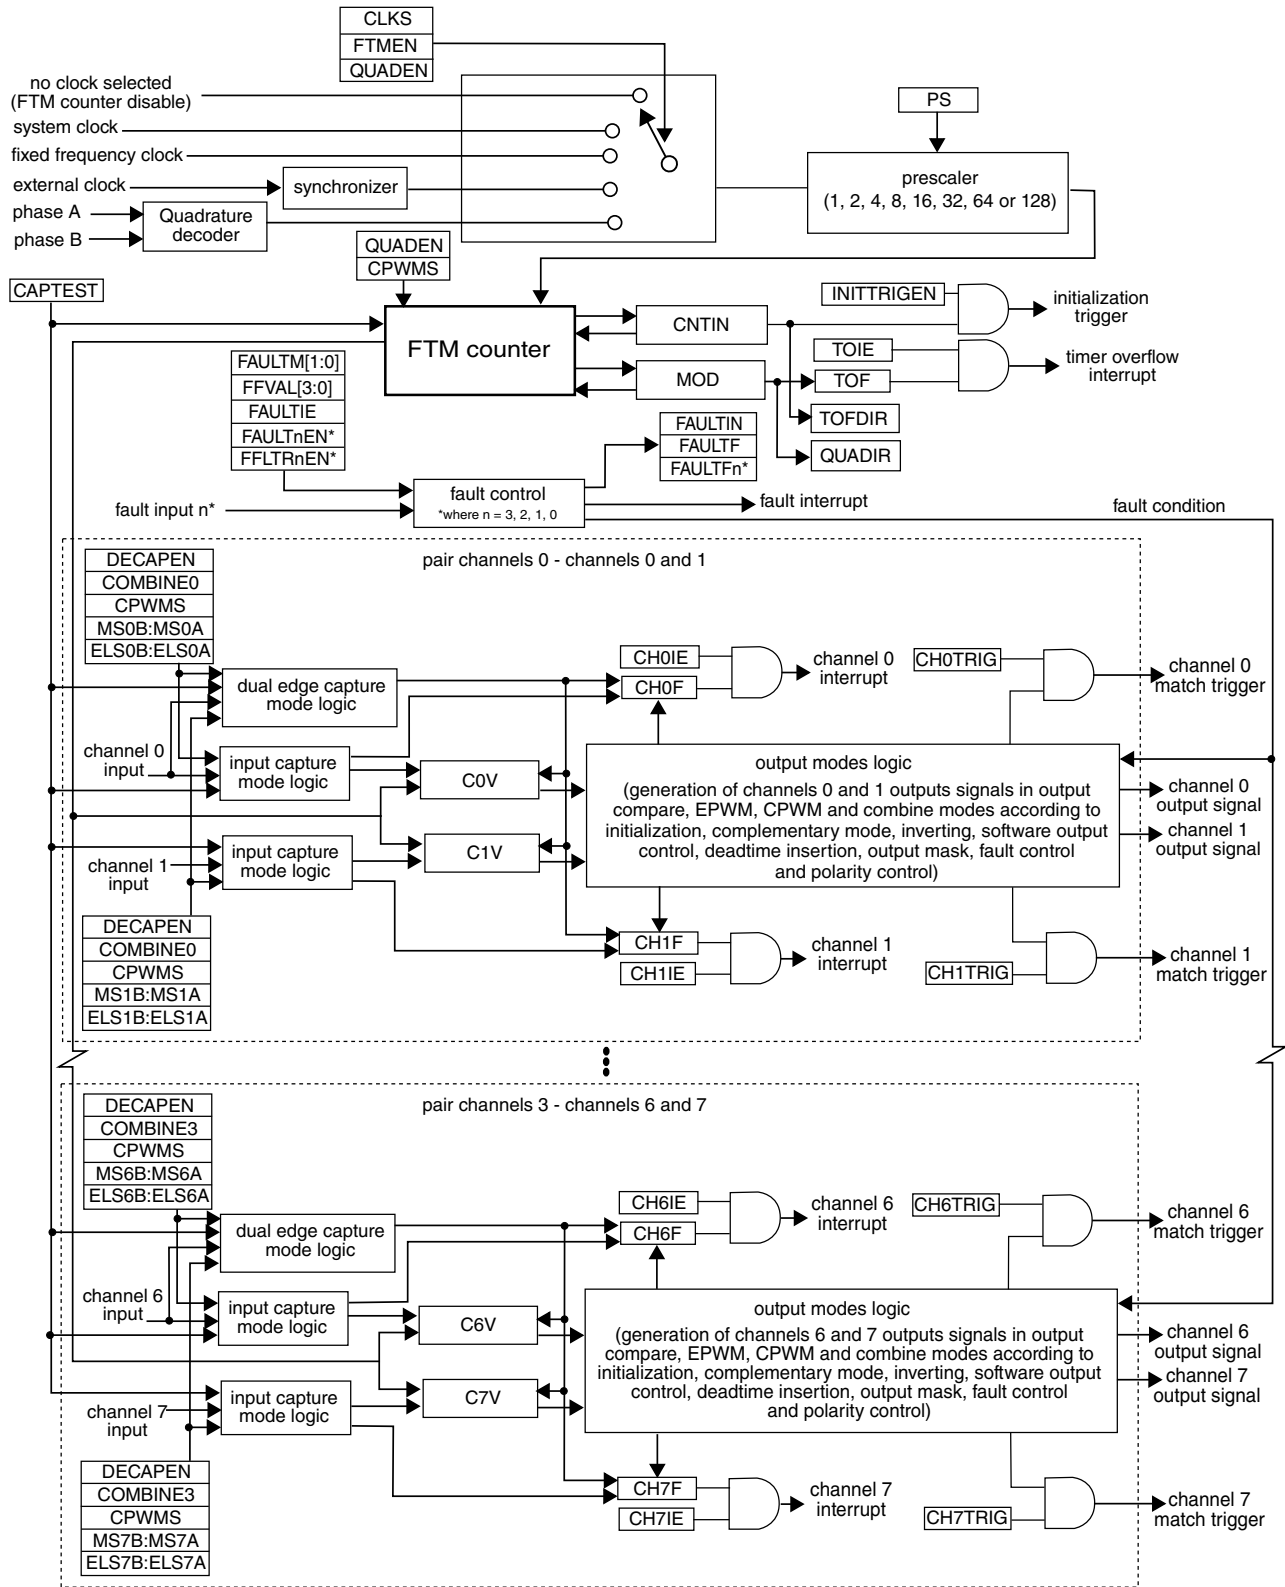 CLKS
FTMEN
QUADEN
no clock selected
(FTM counter disable)
system clock
fixed frequency clock
external clock
synchronizer
phase A
phase B
Quadrature
decoder
PS
prescaler
(1, 2, 4, 8, 16, 32, 64 or 128)
QUADEN
CPWMS
CAPTEST
FTM counter
CNTIN
MOD
INITTRIGEN
initialization
trigger
TOIE
TOF
timer overflow
interrupt
TOFDIR
QUADIR
FAULTM[1:0]
FFVAL[3:0]
FAULTIE
FAULTnEN*
FFLTRnEN*
FAULTIN
FAULTF
FAULTFn*
fault input n*
fault control
*where n = 3, 2, 1, 0
fault interrupt
fault condition
pair channels 0 - channels 0 and 1
DECAPEN
COMBINE0
CPWMS
MS0B:MS0A
ELS0B:ELS0A
dual edge capture
mode logic
channel 0
input
input capture
mode logic
channel 1
input
input capture
mode logic
C0V
C1V
CH0IE
CH0F
channel 0
interrupt
CH0TRIG
channel 0
match trigger
output modes logic
(generation of channels 0 and 1 outputs signals in output
compare, EPWM, CPWM and combine modes according to
initialization, complementary mode, inverting, software output
control, deadtime insertion, output mask, fault control
and polarity control)
channel 0
output signal
channel 1
output signal
CH1F
CH1IE
channel 1
interrupt
CH1TRIG
channel 1
match trigger
DECAPEN
COMBINE0
CPWMS
MS1B:MS1A
ELS1B:ELS1A
pair channels 3 - channels 6 and 7
DECAPEN
COMBINE3
CPWMS
MS6B:MS6A
ELS6B:ELS6A
dual edge capture
mode logic
channel 6
input
input capture
mode logic
channel 7
input
input capture
mode logic
C6V
C7V
CH6IE
CH6F
channel 6
interrupt
CH6TRIG
channel 6
match trigger
output modes logic
(generation of channels 6 and 7 outputs signals in output
compare, EPWM, CPWM and combine modes according to
initialization, complementary mode, inverting, software output
control, deadtime insertion, output mask, fault control
and polarity control)
channel 6
output signal
channel 7
output signal
CH7F
CH7IE
channel 7
interrupt
CH7TRIG
channel 7
match trigger
DECAPEN
COMBINE3
CPWMS
MS7B:MS7A
ELS7B:ELS7A